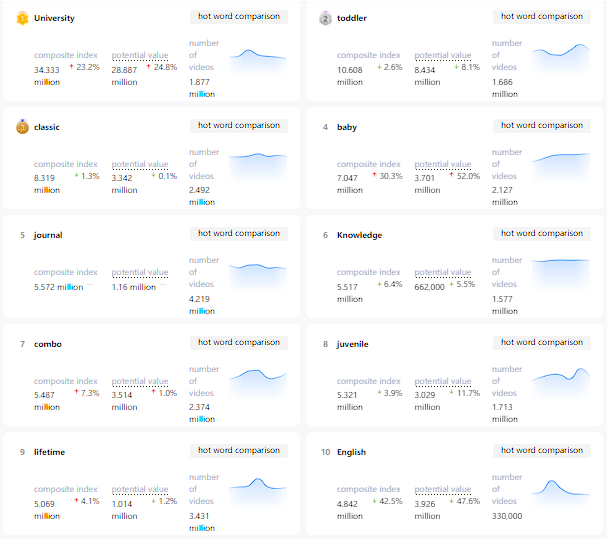 1 University
hot word comparison
composite index
34.333 million
↑ 23.2%
potential value
28.887 million
↑ 24.8%
number of videos
1.877 million
2 toddler
hot word comparison
composite index
10.608 million
↓ 2.6%
potential value
8.434 million
↓ 8.1%
number of videos
1.686 million
3 classic
hot word comparison
composite index
8.319 million
↓ 1.3%
potential value
3.342 million
↓ 0.1%
number of videos
2.492 million
4 baby
hot word comparison
composite index
7.047 million
↑ 30.3%
potential value
3.701 million
↑ 52.0%
number of videos
2.127 million
5 journal
hot word comparison
composite index
5.572 million --
potential value
1.16 million --
number of videos
4.219 million
6 Knowledge
hot word comparison
composite index
5.517 million
↓ 6.4%
potential value
662,000
↓ 5.5%
number of videos
1.577 million
7 combo
hot word comparison
composite index
5.487 million
↑ 7.3%
potential value
3.514 million
↑ 1.0%
number of videos
2.374 million
8 juvenile
hot word comparison
composite index
5.321 million
↓ 3.9%
potential value
3.029 million
↓ 11.7%
number of videos
1.713 million
9 lifetime
hot word comparison
composite index
5.069 million
↑ 4.1%
potential value
1.014 million
↓ 1.2%
number of videos
3.431 million
10 English
hot word comparison
composite index
4.842 million
↓ 42.5%
potential value
3.926 million
↓ 47.6%
number of videos
330,000